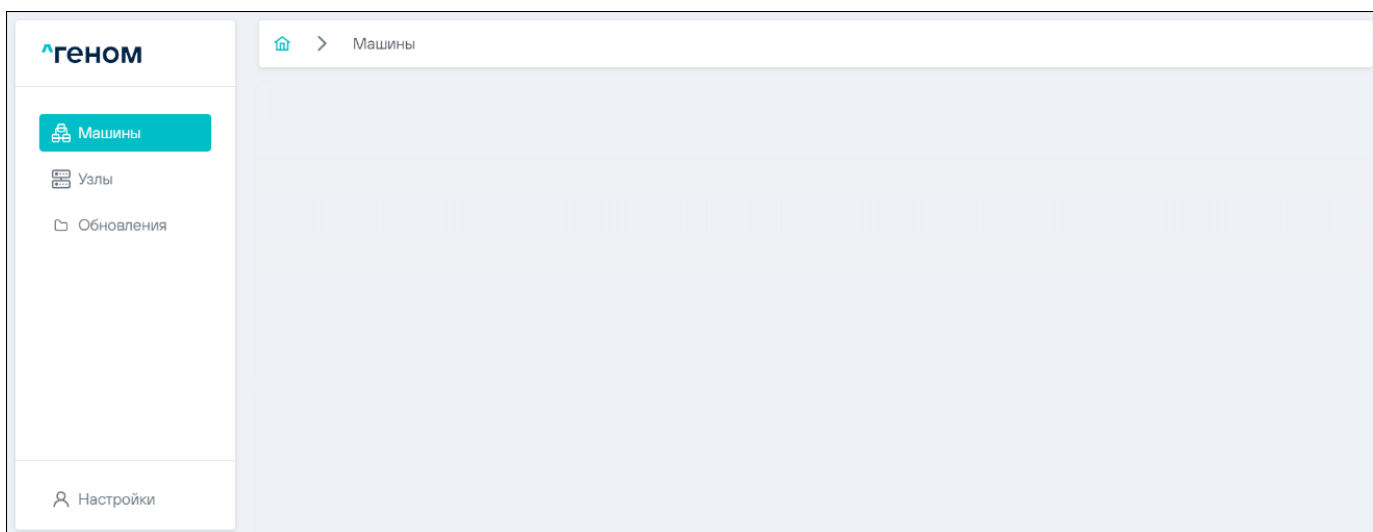 ^геном
Машины
Машины
Узлы
Обновления
Настройки